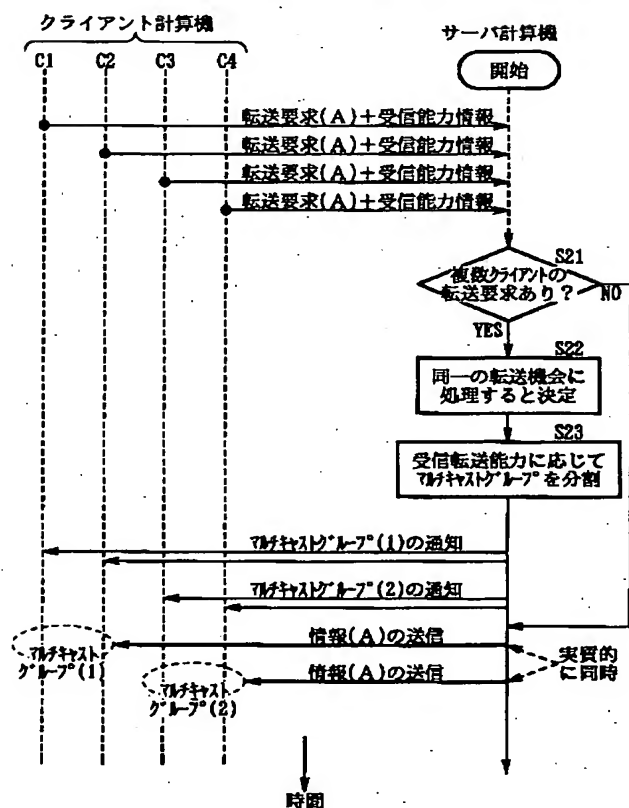 クライアント計算機
サーバ計算機
C1 C2 C3 C4
開始
転送要求(A)+受信能力情報
転送要求(A)+受信能力情報
転送要求(A)+受信能力情報
転送要求(A)+受信能力情報
S21
複数クライアントの
転送要求あり?
NO
YES
S22
同一の転送機会に
処理すると決定
S23
受信転送能力に応じて
マルチキャストグループを分割
マルチキャストグループ(1)の通知
マルチキャストグループ(2)の通知
情報(A)の送信
実質的
に同時
マルチキャスト
グループ(1)
情報(A)の送信
マルチキャスト
グループ(2)
時間